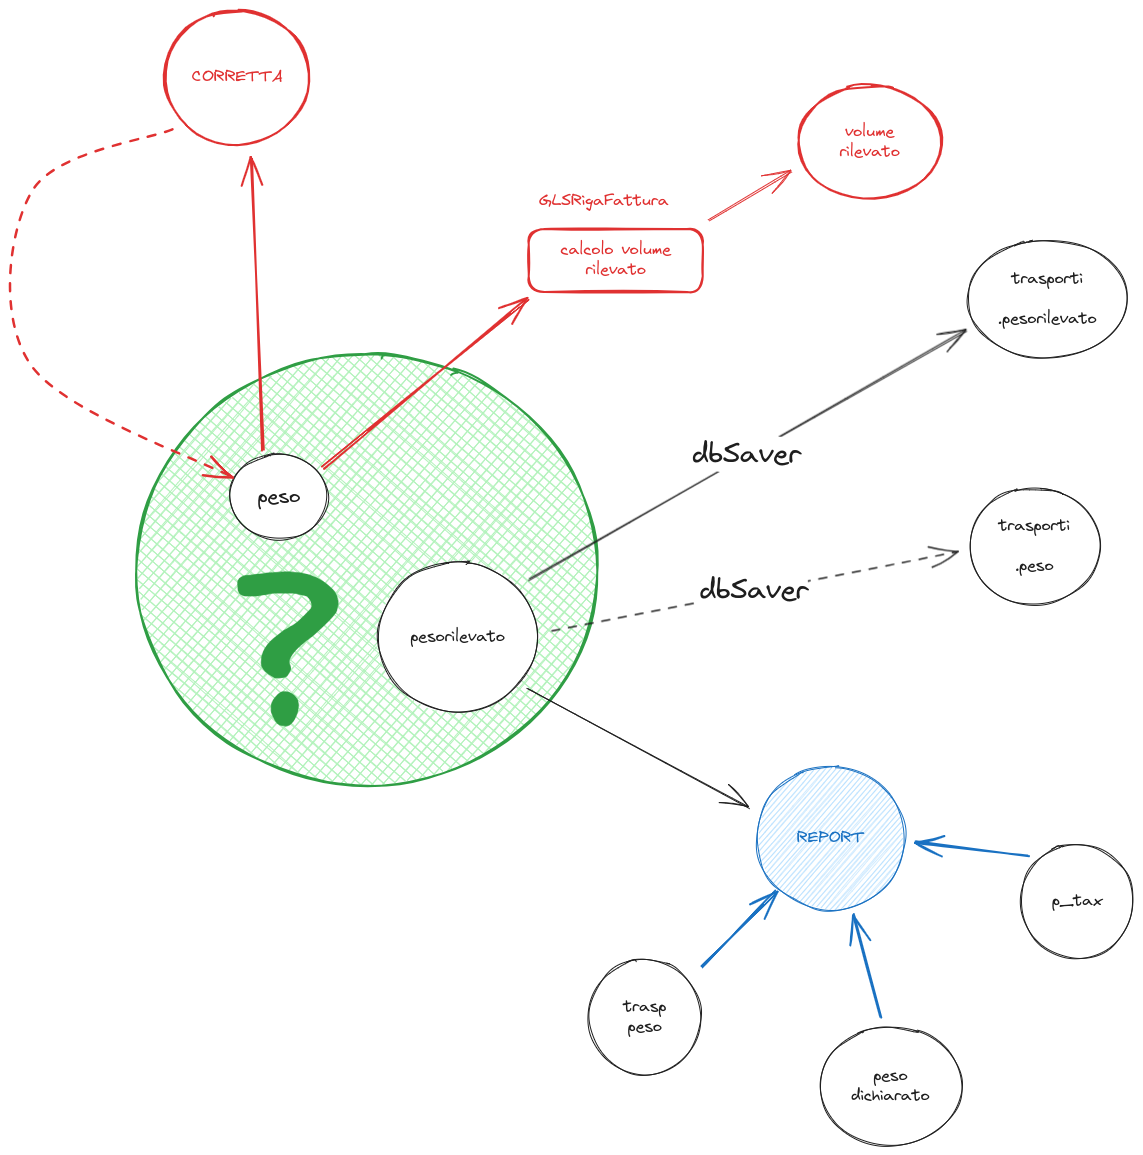 CORRETTA
volume
rilevato
GLSRigaFattura
calcolo volume
rilevato
trasporti
.pesorilevato
dbSaver
peso
trasporti
.peso
dbSaver
?
pesorilevato
REPORT
p_tax
trasp
peso
peso
dichiarato